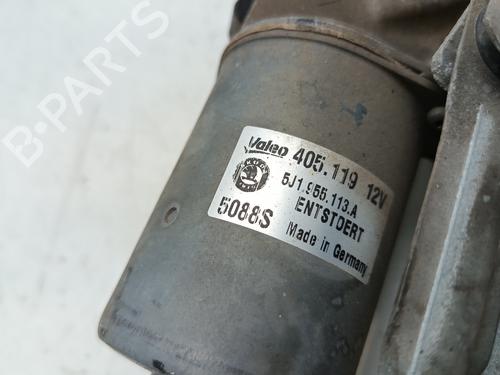 B-PARTS
Valeo 405.119 12V
5J1.955.113.A
ENTSTOERT
5088S
Made in Germany